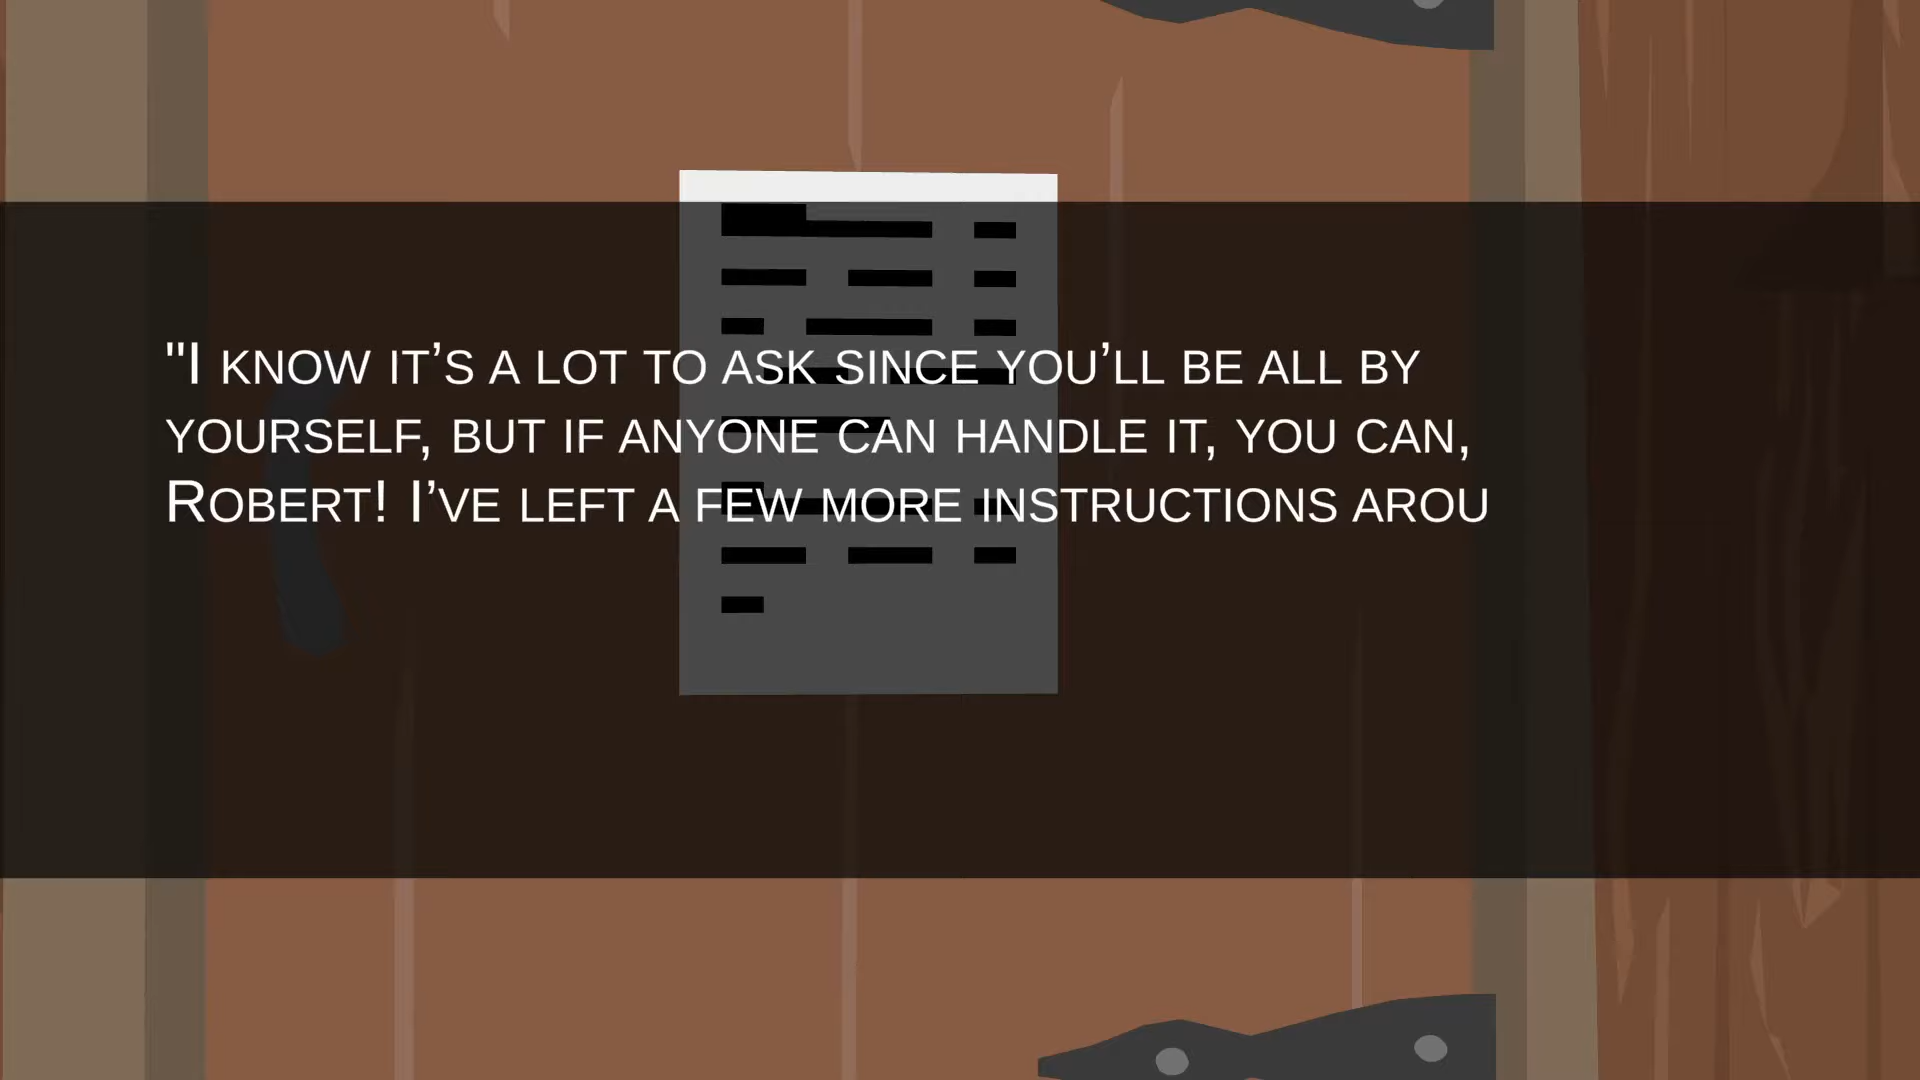 "I know it’s a lot to ask since you’ll be all by
yourself, but if anyone can handle it, you can,
Robert! I’ve left a few more instructions arou